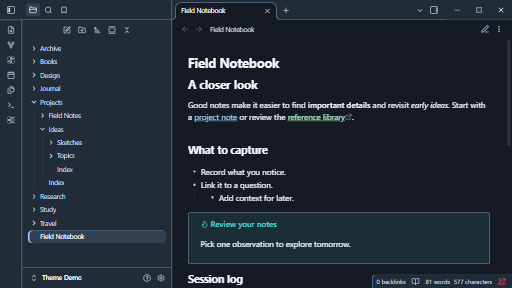 Field Notebook
Field Notebook
Archive
Books
Design
Journal
Projects
Field Notes
Ideas
Sketches
Topics
Index
Index
Research
Study
Travel
Field Notebook
Theme Demo
Field Notebook
A closer look
Good notes make it easier to find important details and revisit early ideas. Start with
a project note or review the reference library.
What to capture
Record what you notice.
Link it to a question.
Add context for later.
Review your notes
Pick one observation to explore tomorrow.
Session log
0 backlinks
81 words
577 characters